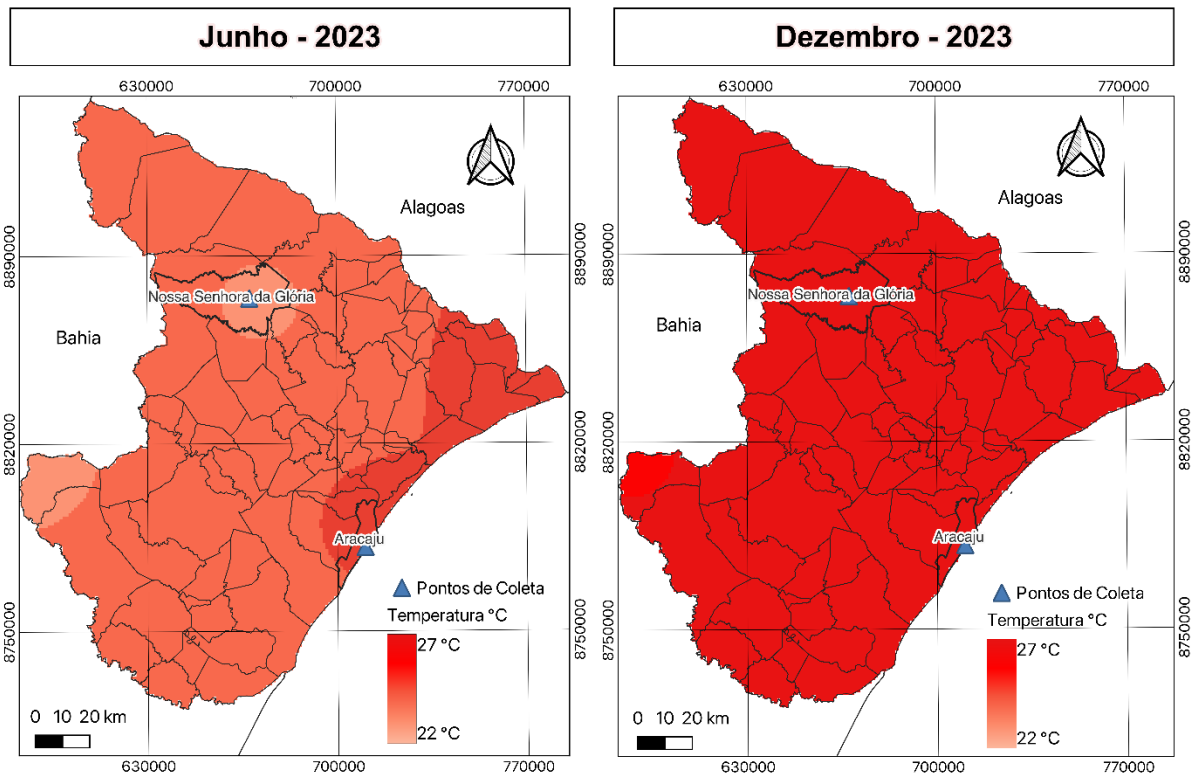 Junho - 2023
630000 700000 770000
Alagoas
8890000 8890000
Nossa Senhora da Glória
Bahia
8820000 8820000
Aracaju
Pontos de Coleta
Temperatura °C
27 °C
22 °C
8750000 8750000
0 10 20 km
630000 700000 770000
Dezembro - 2023
630000 700000 770000
Alagoas
8890000 8890000
Nossa Senhora da Glória
Bahia
8820000 8820000
Aracaju
Pontos de Coleta
Temperatura °C
27 °C
22 °C
8750000 8750000
0 10 20 km
630000 700000 770000